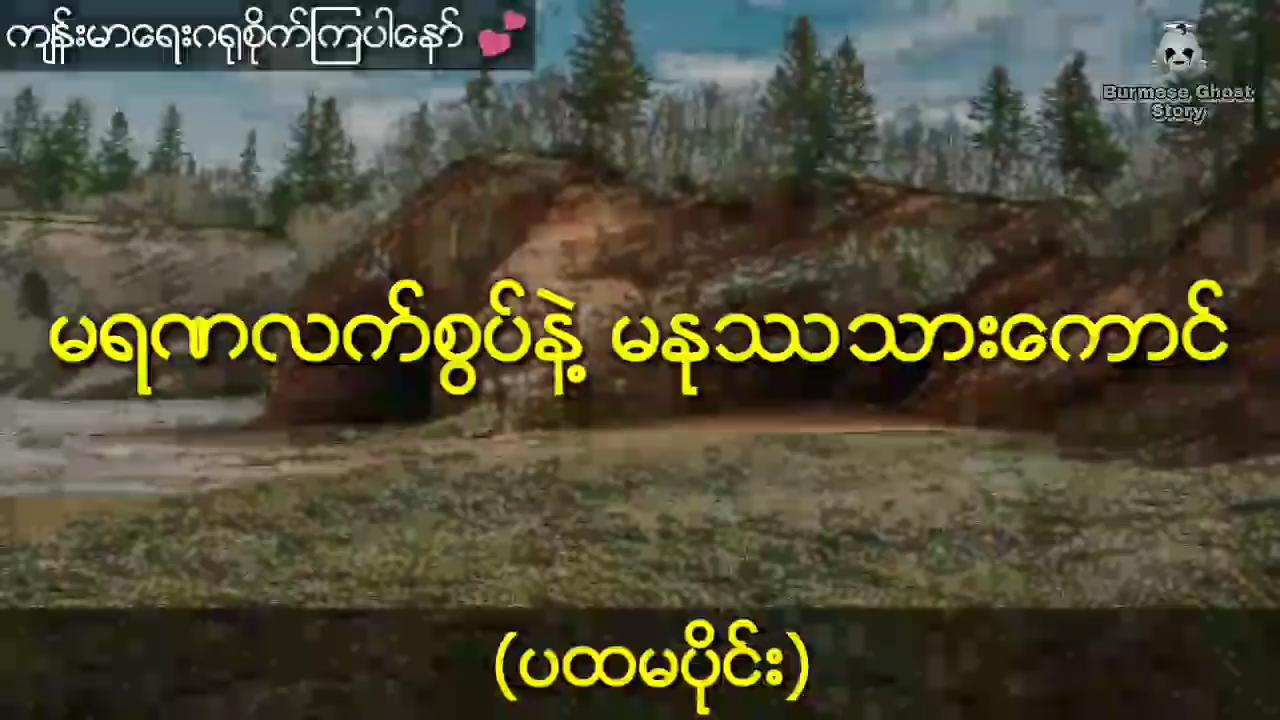 ကျန်းမာရေးဂရုစိုက်ကြပါနော် 💕
Burmese Ghost
Story
မရဏလက်စွပ်နဲ့ မနုဿသားကောင်
(ပထမပိုင်း)